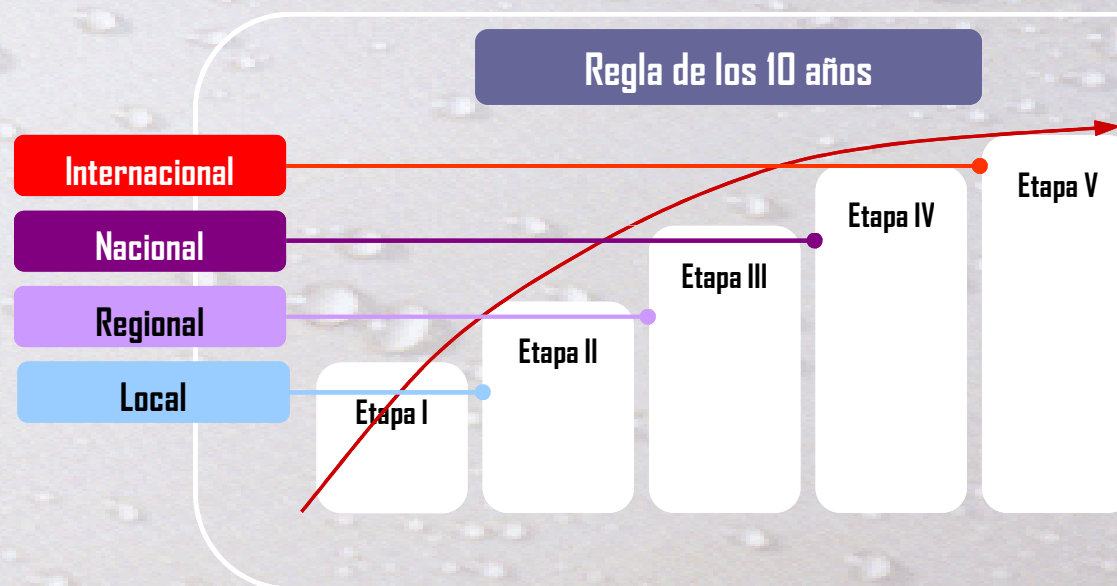 Regla de los 10 años
Internacional
Nacional
Regional
Local
Etapa I
Etapa II
Etapa III
Etapa IV
Etapa V